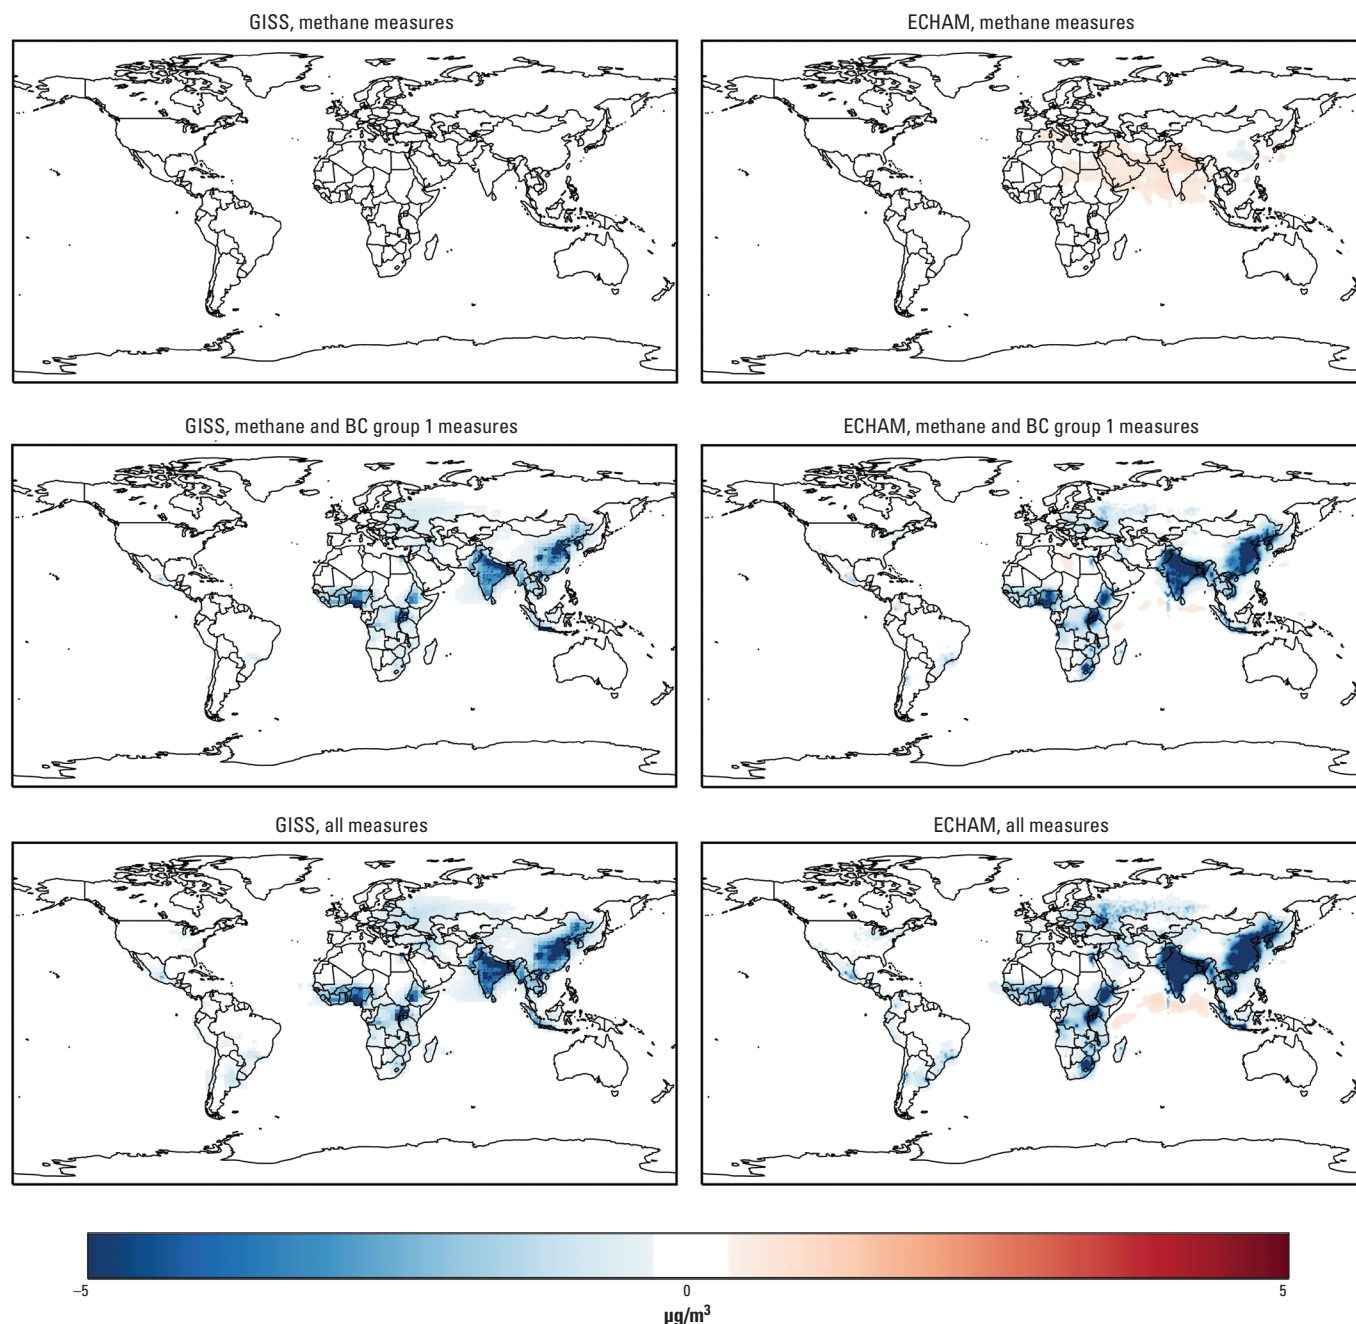 GISS, methane measures
ECHAM, methane measures
GISS, methane and BC group 1 measures
ECHAM, methane and BC group 1 measures
GISS, all measures
ECHAM, all measures
–5
0
5
µg/m³